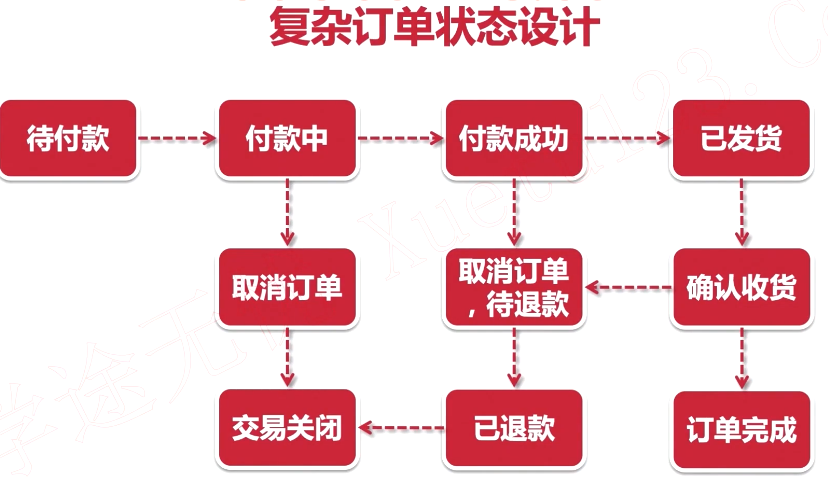 复杂订单状态设计
待付款
付款中
付款成功
已发货
取消订单
取消订单
，待退款
确认收货
交易关闭
已退款
订单完成